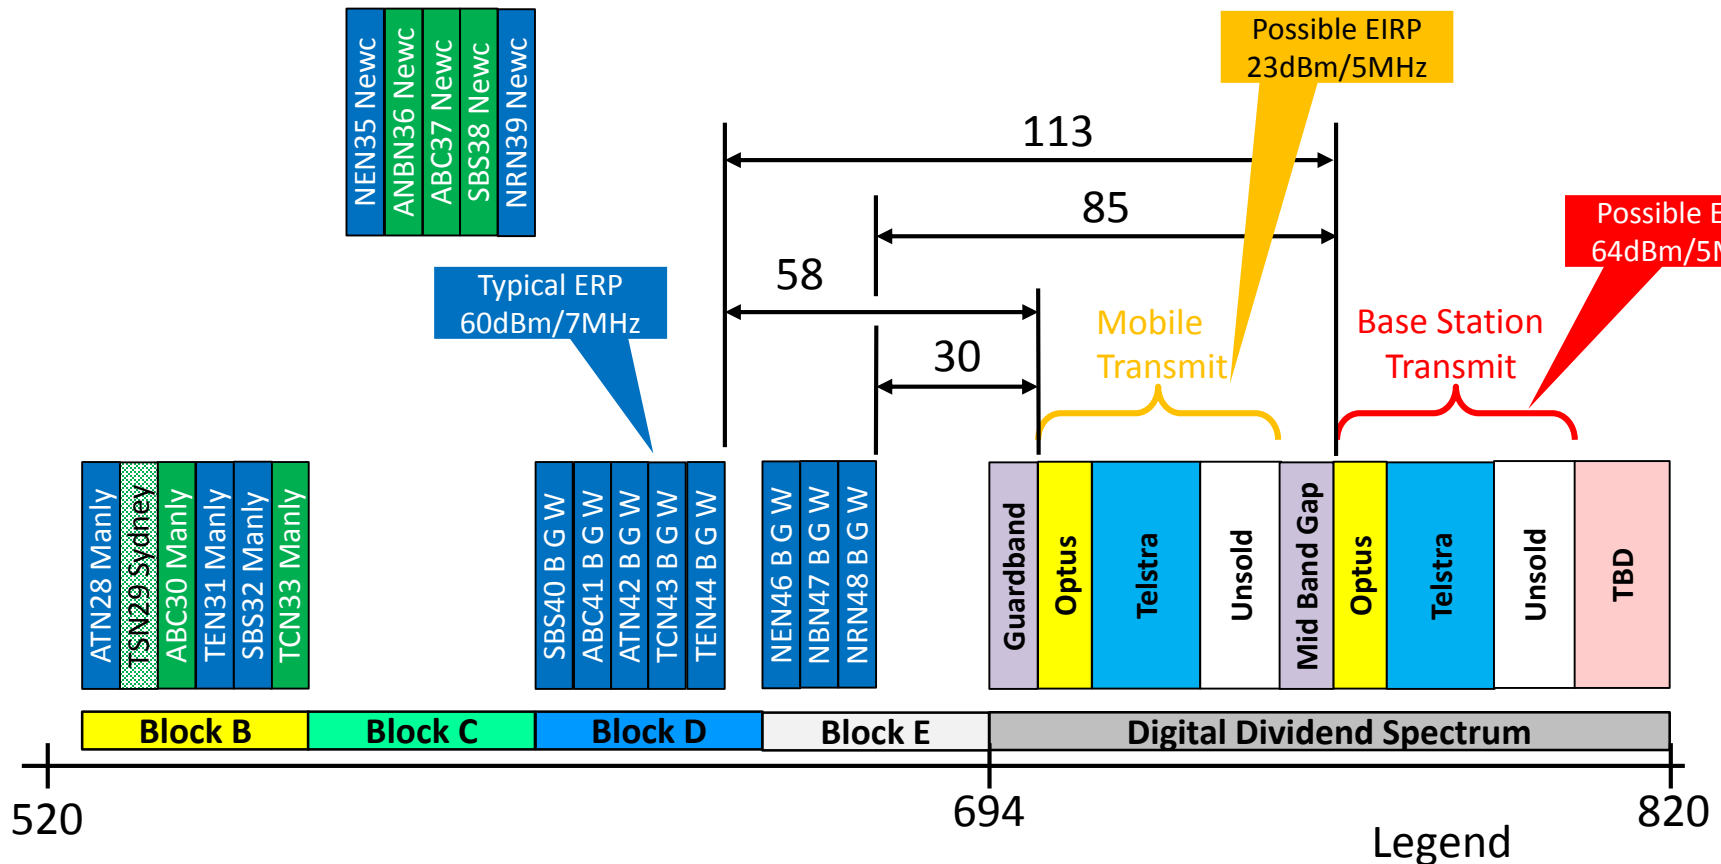 NEN35 Newc
ANBN36 Newc
ABC37 Newc
SBS38 Newc
NRN39 Newc
Possible EIRP
23dBm/5MHz
113
85
Possible E
64dBm/5M
58
Typical ERP
60dBm/7MHz
30
Mobile
Transmit
Base Station
Transmit
ATN28 Manly
TSN29 Sydney
ABC30 Manly
TEN31 Manly
SBS32 Manly
TCN33 Manly
SBS40 B G W
ABC41 B G W
ATN42 B G W
TCN43 B G W
TEN44 B G W
NEN46 B G W
NBN47 B G W
NRN48 B G W
Guardband
Optus
Telstra
Unsold
Mid Band Gap
Optus
Telstra
Unsold
TBD
Block B
Block C
Block D
Block E
Digital Dividend Spectrum
520
694
820
Legend